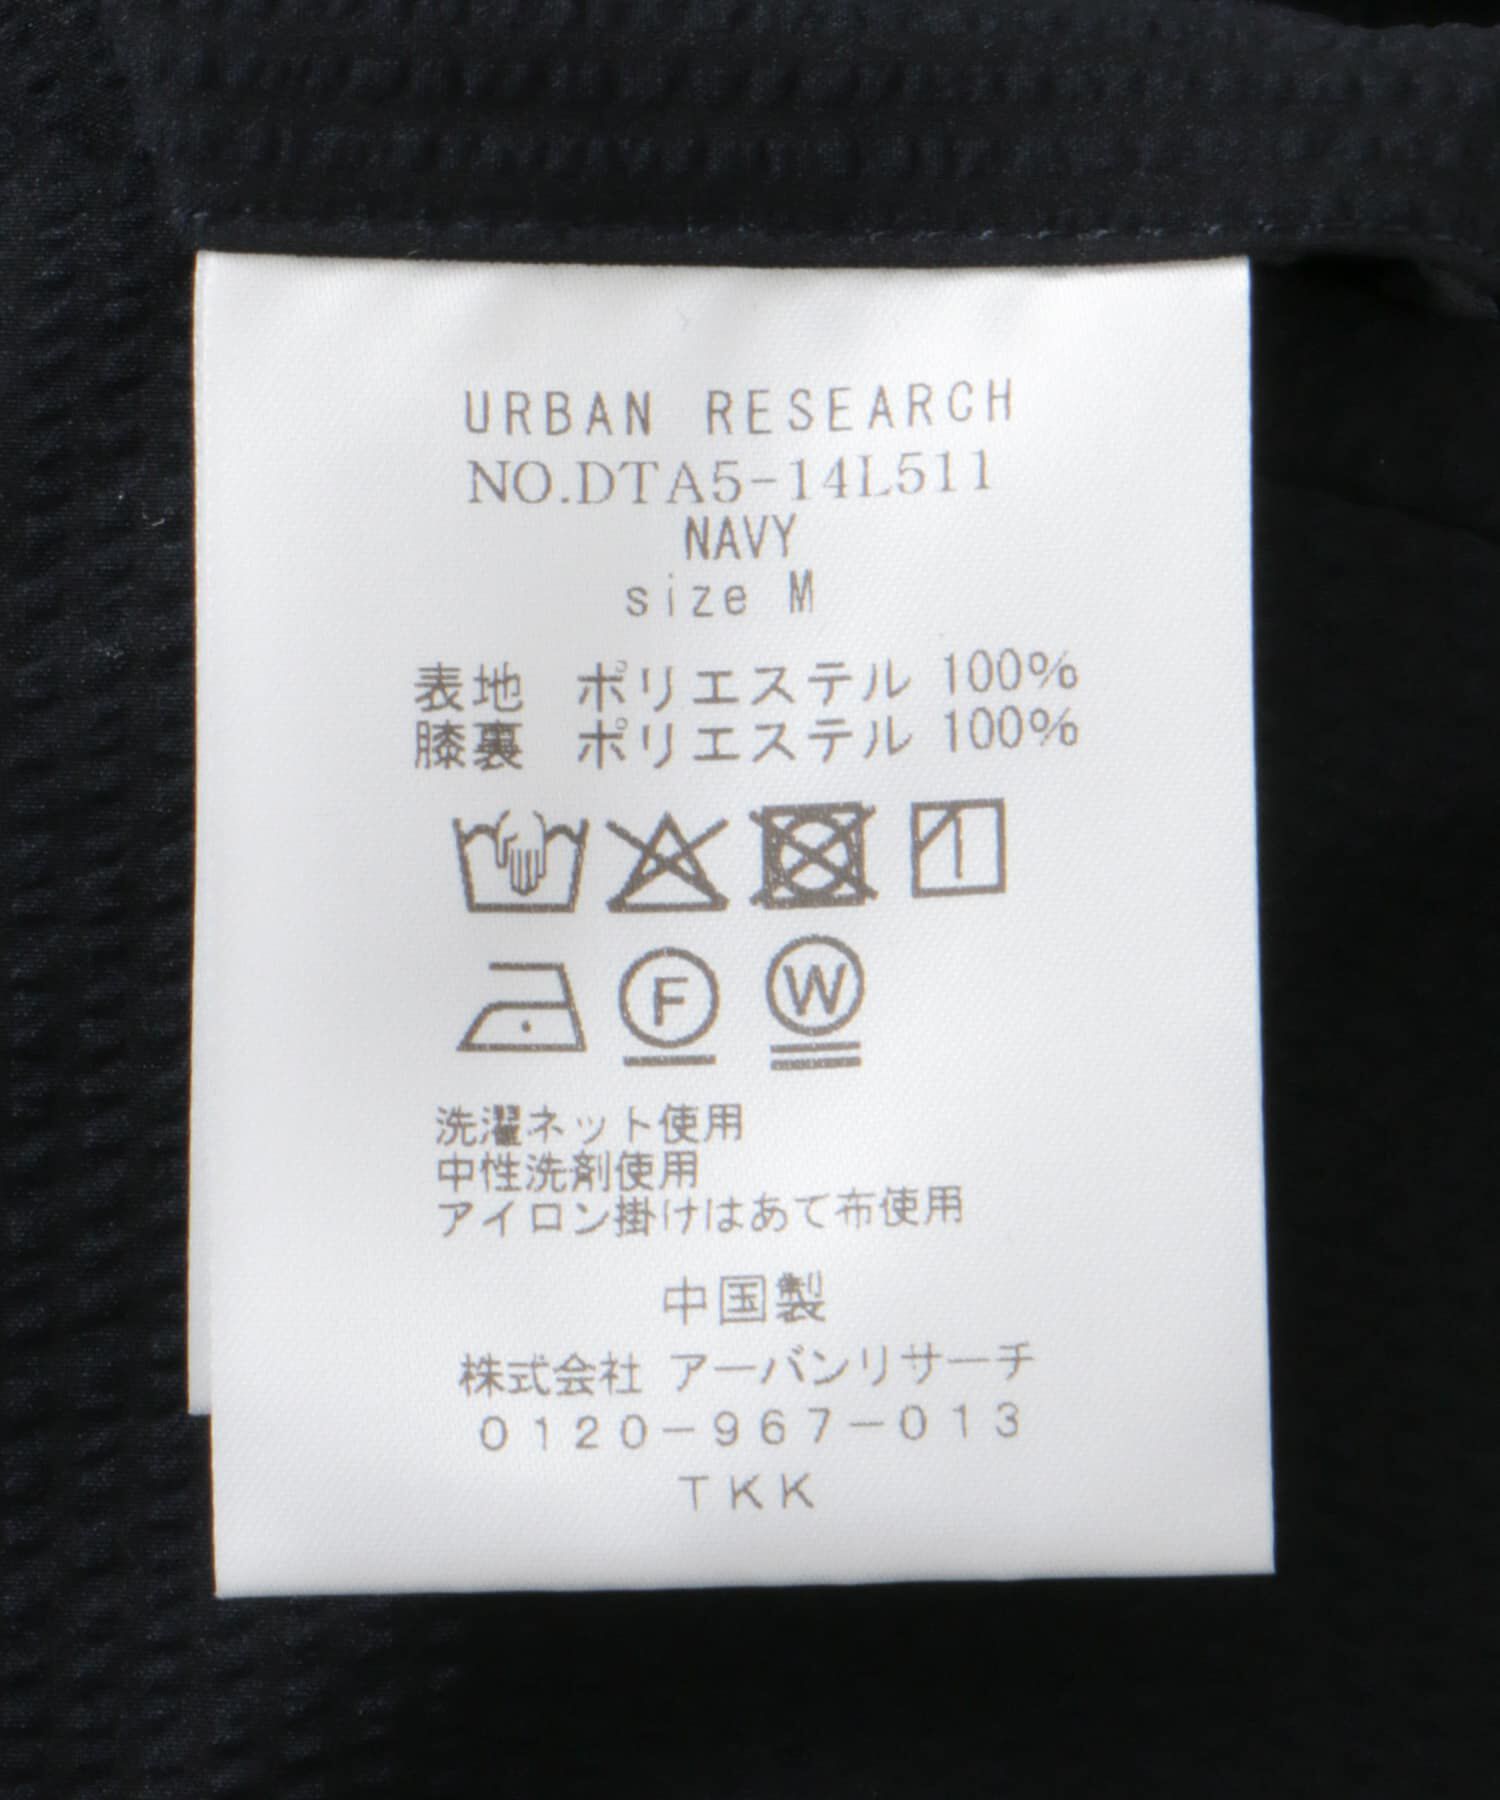 URBAN RESEARCH
NO.DTA5-14L511
NAVY
size M
表地 ポリエステル 100%
膝裏 ポリエステル 100%
F W
洗濯ネット使用
中性洗剤使用
アイロン掛けはあて布使用
中国製
株式会社 アーバンリサーチ
0120-967-013
TKK